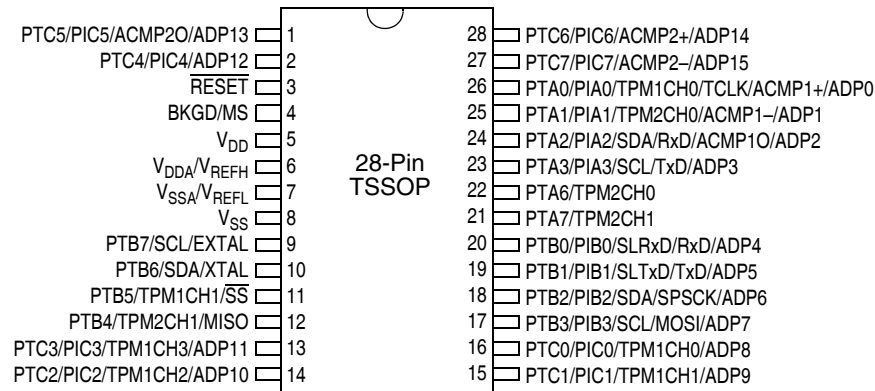 PTC5/PIC5/ACMP2O/ADP13 1
PTC4/PIC4/ADP12 2
RESET 3
BKGD/MS 4
VDD 5
VDDA/VREFH 6
VSSA/VREFL 7
VSS 8
PTB7/SCL/EXTAL 9
PTB6/SDA/XTAL 10
PTB5/TPM1CH1/SS 11
PTB4/TPM2CH1/MISO 12
PTC3/PIC3/TPM1CH3/ADP11 13
PTC2/PIC2/TPM1CH2/ADP10 14
28-Pin
TSSOP
28 PTC6/PIC6/ACMP2+/ADP14
27 PTC7/PIC7/ACMP2–/ADP15
26 PTA0/PIA0/TPM1CH0/TCLK/ACMP1+/ADP0
25 PTA1/PIA1/TPM2CH0/ACMP1–/ADP1
24 PTA2/PIA2/SDA/RxD/ACMP1O/ADP2
23 PTA3/PIA3/SCL/TxD/ADP3
22 PTA6/TPM2CH0
21 PTA7/TPM2CH1
20 PTB0/PIB0/SLRxD/RxD/ADP4
19 PTB1/PIB1/SLTxD/TxD/ADP5
18 PTB2/PIB2/SDA/SPSCK/ADP6
17 PTB3/PIB3/SCL/MOSI/ADP7
16 PTC0/PIC0/TPM1CH0/ADP8
15 PTC1/PIC1/TPM1CH1/ADP9